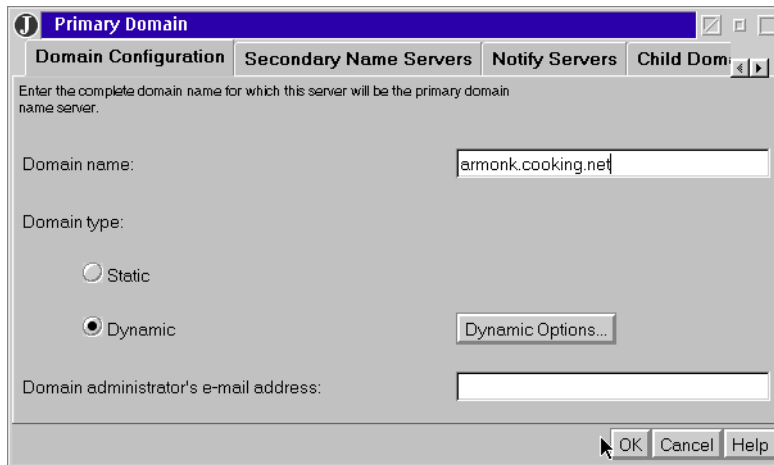 J Primary Domain
Domain Configuration Secondary Name Servers Notify Servers Child Dom
Enter the complete domain name for which this server will be the primary domain
name server.
Domain name: armonk.cooking.net
Domain type:
Static
Dynamic Dynamic Options...
Domain administrator's e-mail address:
OK Cancel Help